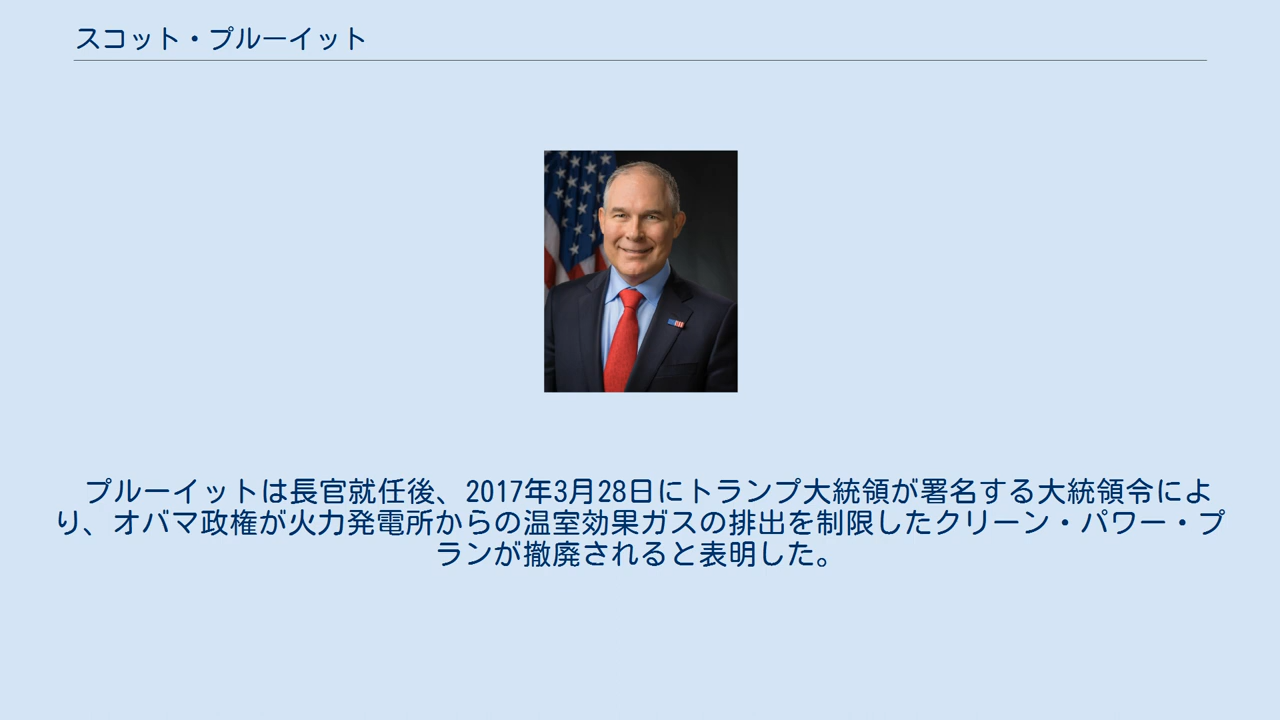 スコット・プルーイット
プルーイットは長官就任後、2017年3月28日にトランプ大統領が署名する大統領令によ
り、オバマ政権が火力発電所からの温室効果ガスの排出を制限したクリーン・パワー・プ
ランが撤廃されると表明した。